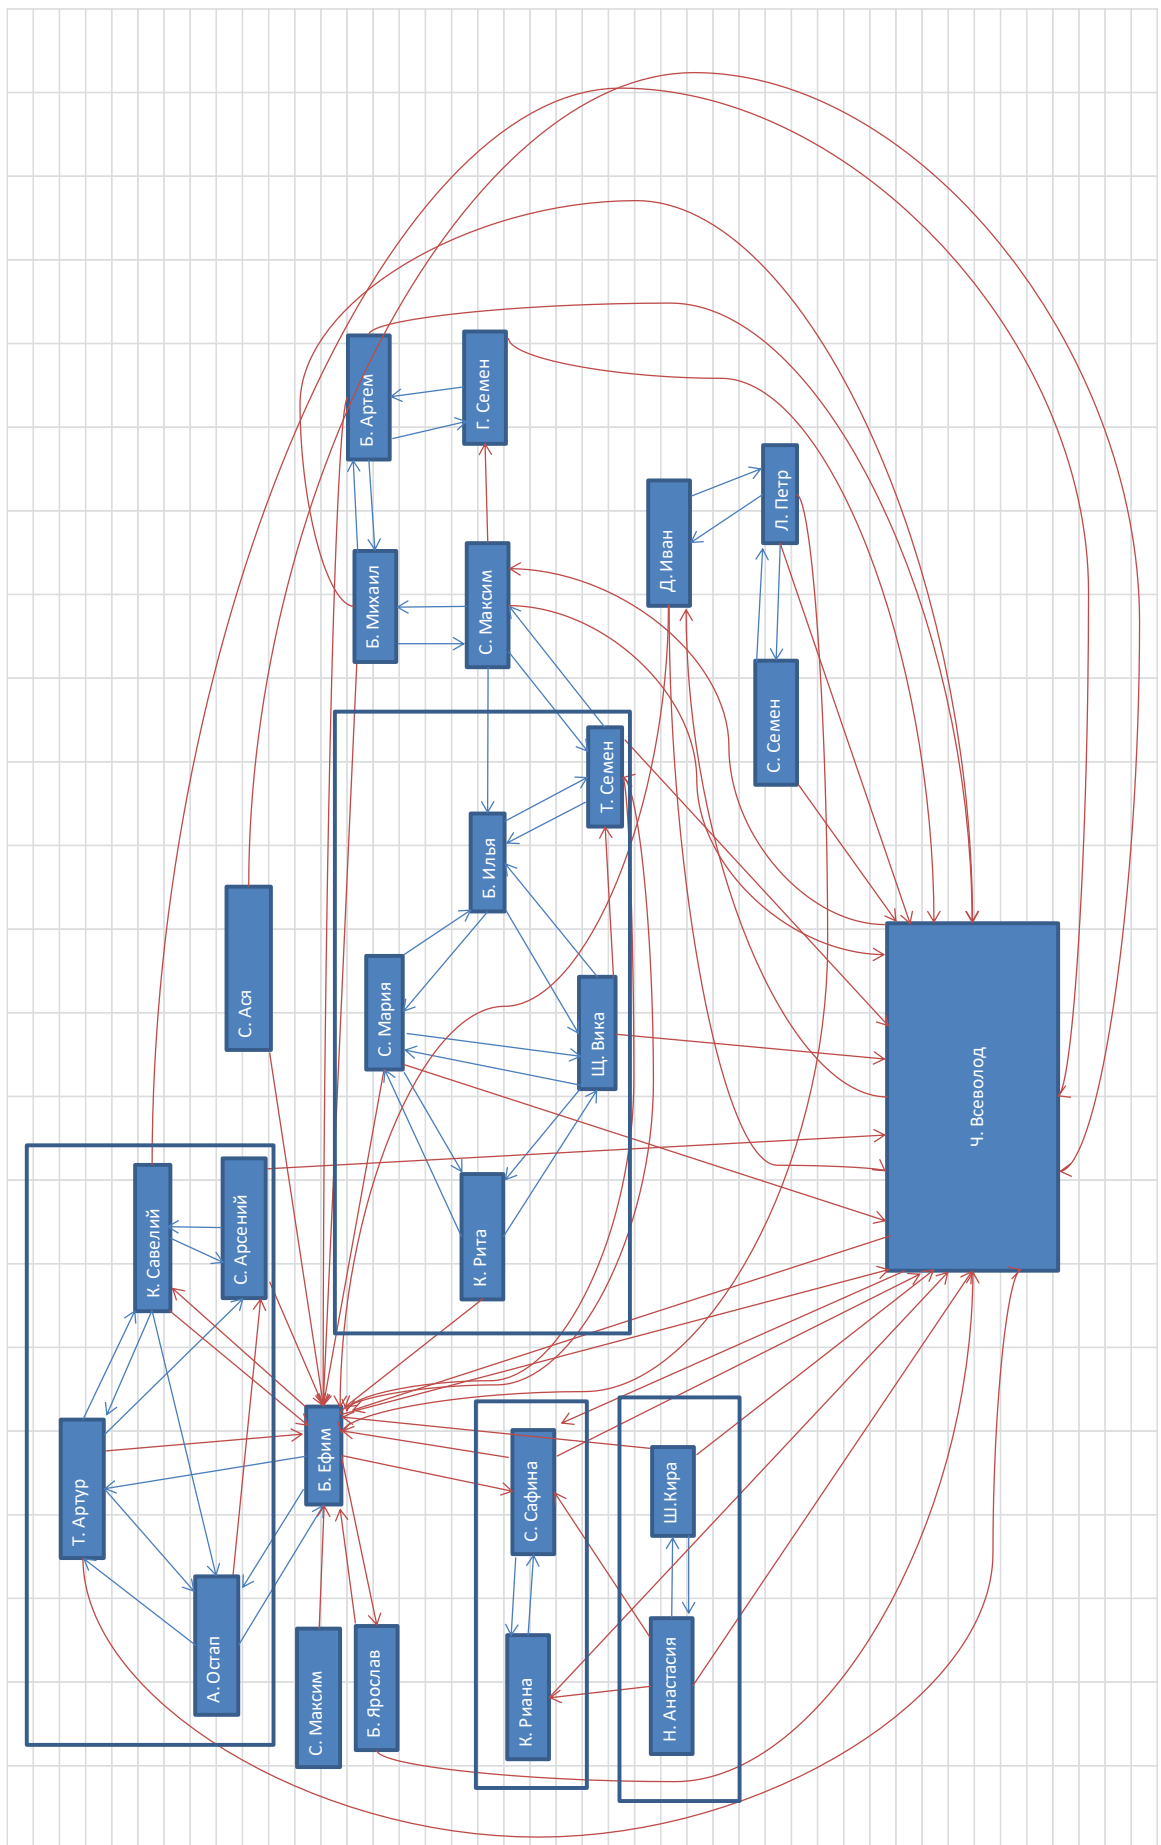 Т. Артур
К. Савелий
А. Остап
С. Арсений
С. Ася
С. Максим
Б. Ефим
Б. Ярослав
Б. Михаил
Б. Артем
С. Мария
К. Рита
Б. Илья
С. Максим
Г. Семен
К. Риана
С. Сафина
Щ. Вика
Т. Семен
Н. Анастасия
Ш.Кира
Д. Иван
С. Семен
Л. Петр
Ч. Всеволод